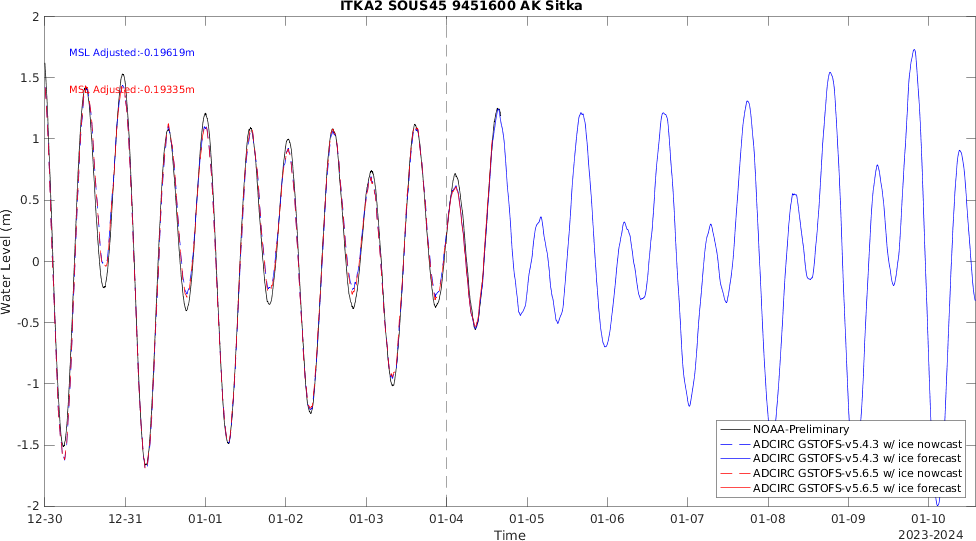 ITKA2 SOUS45 9451600 AK Sitka
MSL Adjusted:-0.19619m
MSL Adjusted:-0.19335m
Water Level (m)
2
1.5
1
0.5
0
-0.5
-1
-1.5
-2
NOAA-Preliminary
ADCIRC GSTOFS-v5.4.3 w/ ice nowcast
ADCIRC GSTOFS-v5.4.3 w/ ice forecast
ADCIRC GSTOFS-v5.6.5 w/ ice nowcast
ADCIRC GSTOFS-v5.6.5 w/ ice forecast
12-30 12-31 01-01 01-02 01-03 01-04 01-05 01-06 01-07 01-08 01-09 01-10
Time
2023-2024